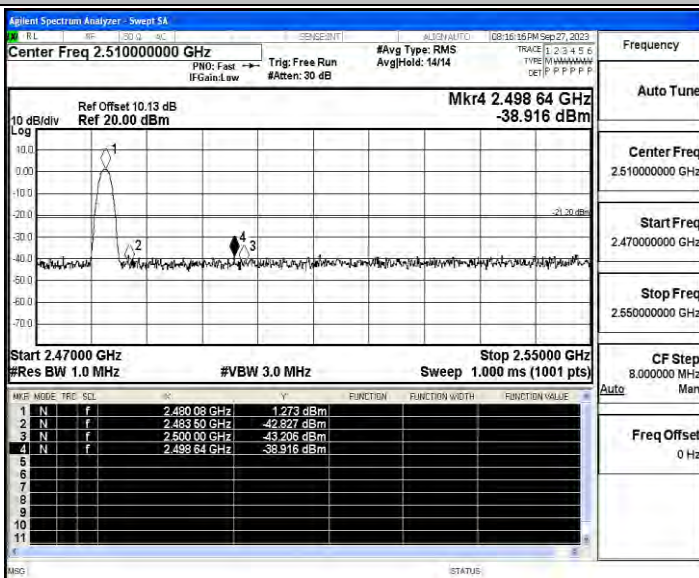 Agilent Spectrum Analyzer - Swept SA
RL RF 50 Ω AC SENSE:INT ALIGN AUTO 08:16:16 PM Sep 27, 2023
Center Freq 2.510000000 GHz
PNO: Fast
IFGain:Low
Trig: Free Run
#Atten: 30 dB
#Avg Type: RMS
Avg|Hold: 14/14
TRACE 1 2 3 4 5 6
TYPE M
DET P P P P P P
Frequency
Auto Tune
Center Freq
2.510000000 GHz
Start Freq
2.470000000 GHz
Stop Freq
2.550000000 GHz
CF Step
8.000000 MHz
Auto Man
Freq Offset
0 Hz
Mkr4 2.498 64 GHz
-38.916 dBm
Ref Offset 10.13 dB
10 dB/div Ref 20.00 dBm
Log
10.0
0.00
-10.0
-20.0
-30.0
-40.0
-50.0
-60.0
-70.0
1
2
4
3
-21.20 dBm
Start 2.47000 GHz Stop 2.55000 GHz
#Res BW 1.0 MHz #VBW 3.0 MHz Sweep 1.000 ms (1001 pts)
MKR MODE TRC SCL X Y FUNCTION FUNCTION WIDTH FUNCTION VALUE
1 N f 2.480 08 GHz 1.273 dBm
2 N f 2.483 50 GHz -42.827 dBm
3 N f 2.500 00 GHz -43.206 dBm
4 N f 2.498 64 GHz -38.916 dBm
5
6
7
8
9
10
11
MSG STATUS